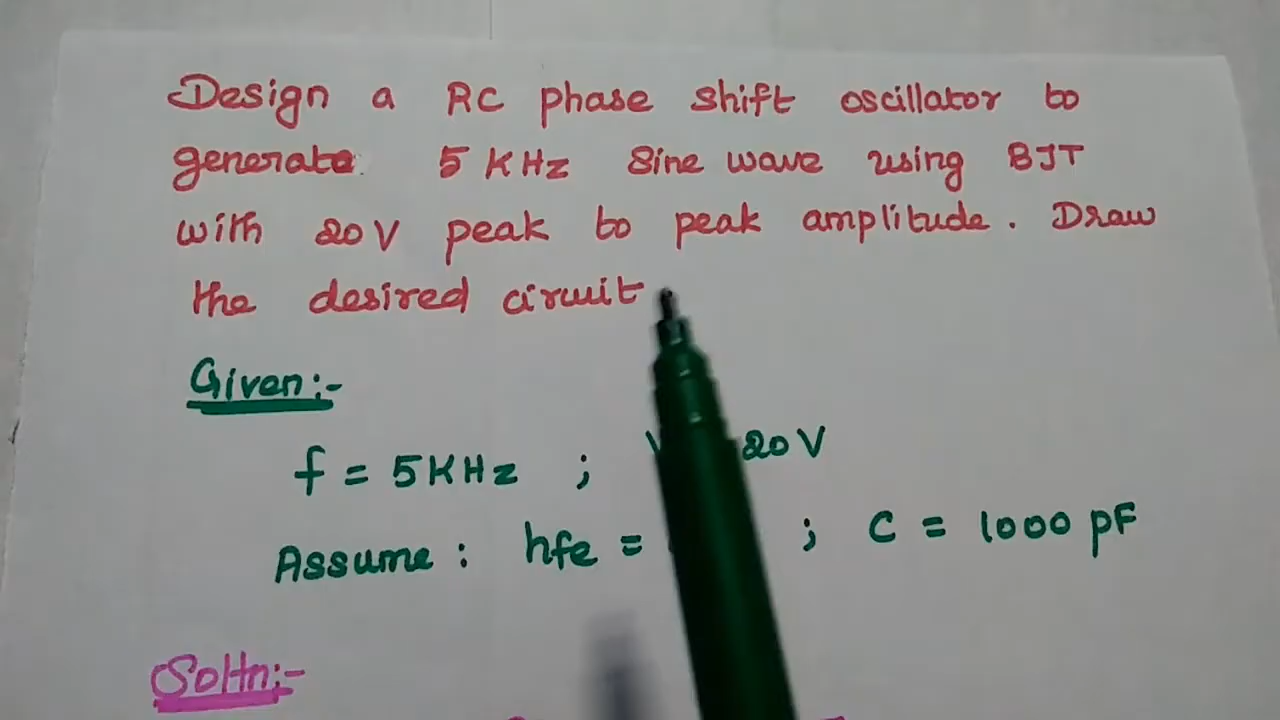 Design a RC phase shift oscillator to
generate 5 KHz Sine wave using BJT
with 20V peak to peak amplitude. Draw
the desired circuit
Given:-
f = 5KHz ; 20V
Assume: hfe = ; C = 1000 pF
Soltn:-